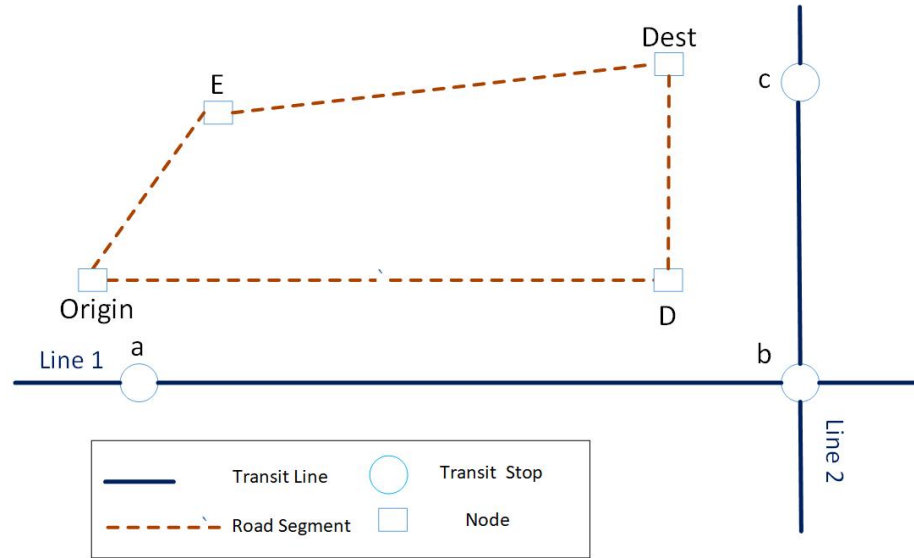 Dest
E
c
Origin
D
a
b
Line 1
Line 2
Transit Line
Transit Stop
Road Segment
Node